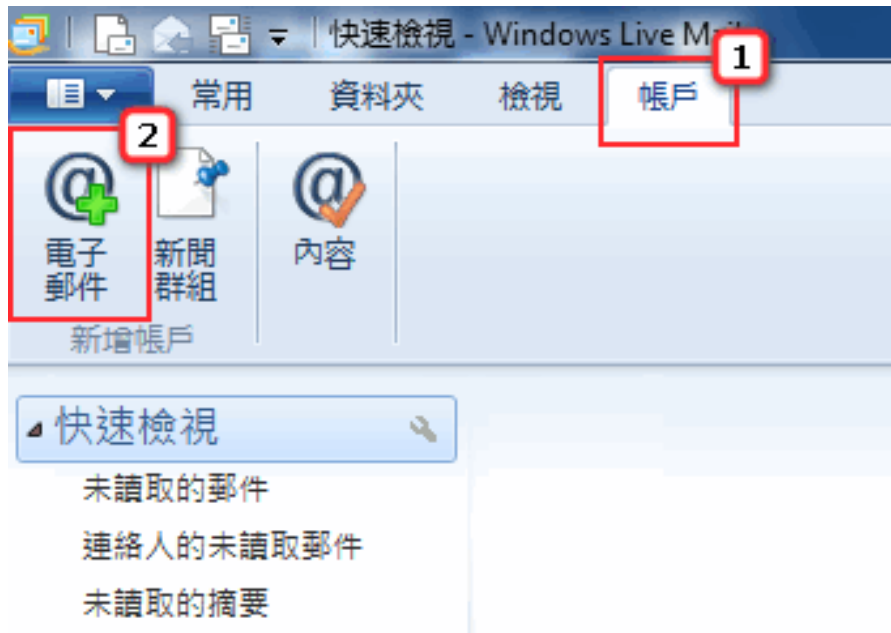 快速檢視 - Windows Live Mail
1
常用 資料夾 檢視 帳戶
2
電子
郵件
新聞
群組
內容
新增帳戶
快速檢視
未讀取的郵件
連絡人的未讀取郵件
未讀取的摘要